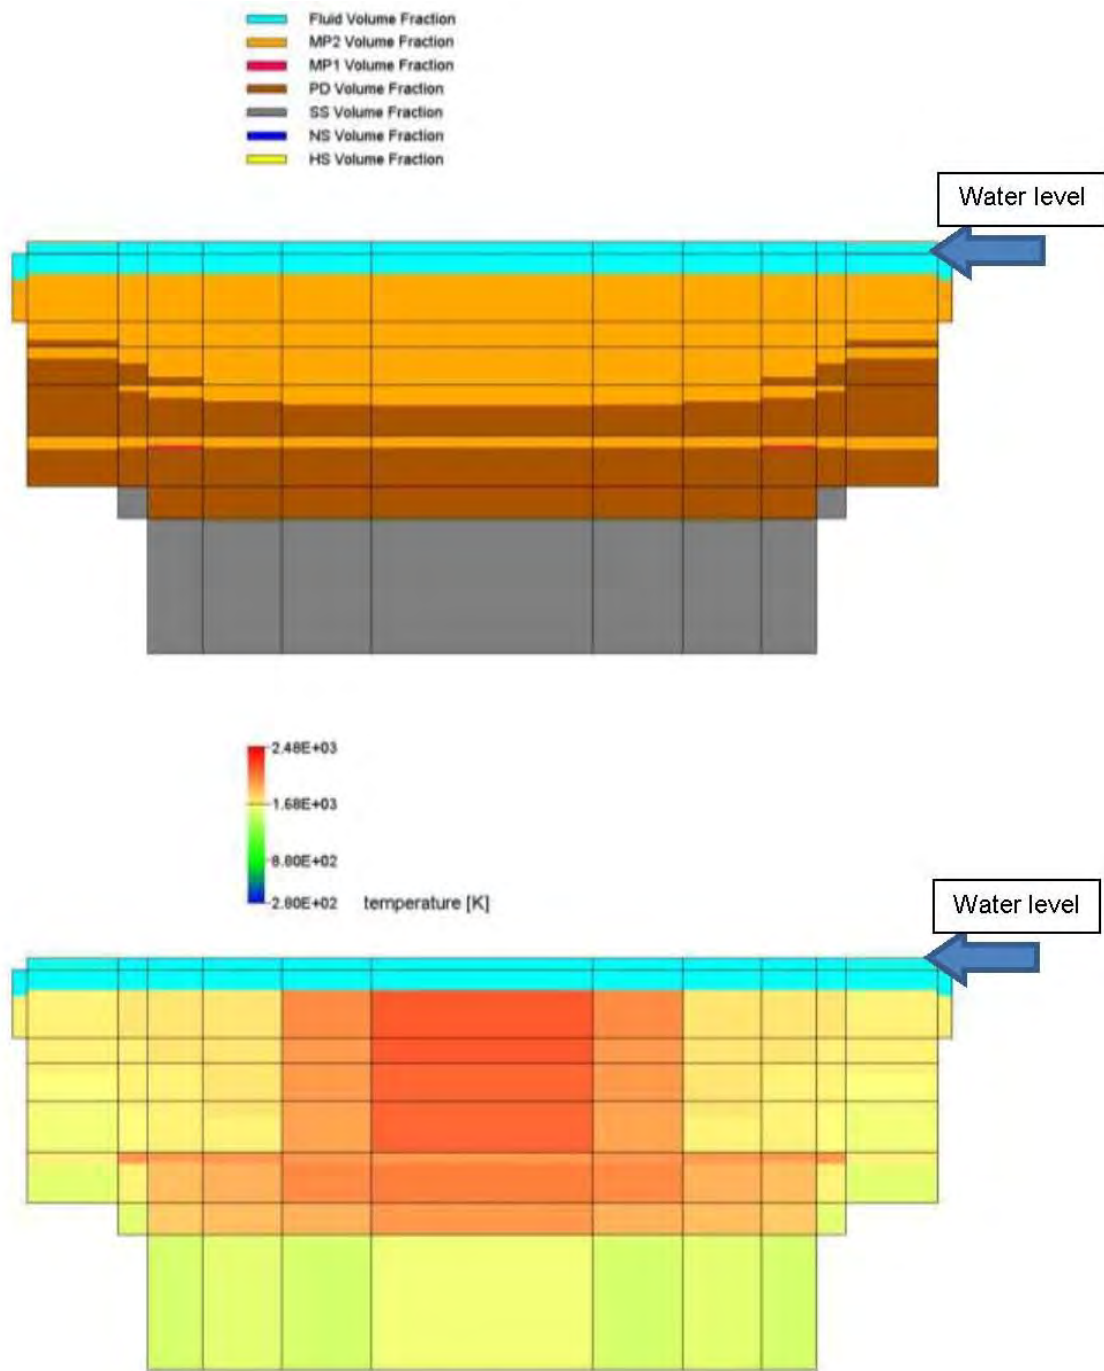 Fluid Volume Fraction
MP2 Volume Fraction
MP1 Volume Fraction
PD Volume Fraction
SS Volume Fraction
NS Volume Fraction
HS Volume Fraction
Water level
2.48E+03
1.68E+03
8.80E+02
2.80E+02 temperature [K]
Water level